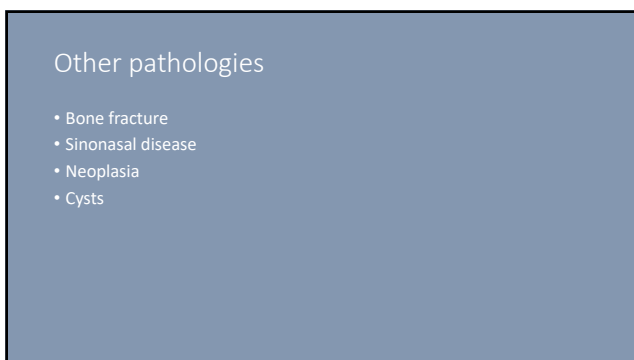 Other pathologies
• Bone fracture
• Sinonasal disease
• Neoplasia
• Cysts